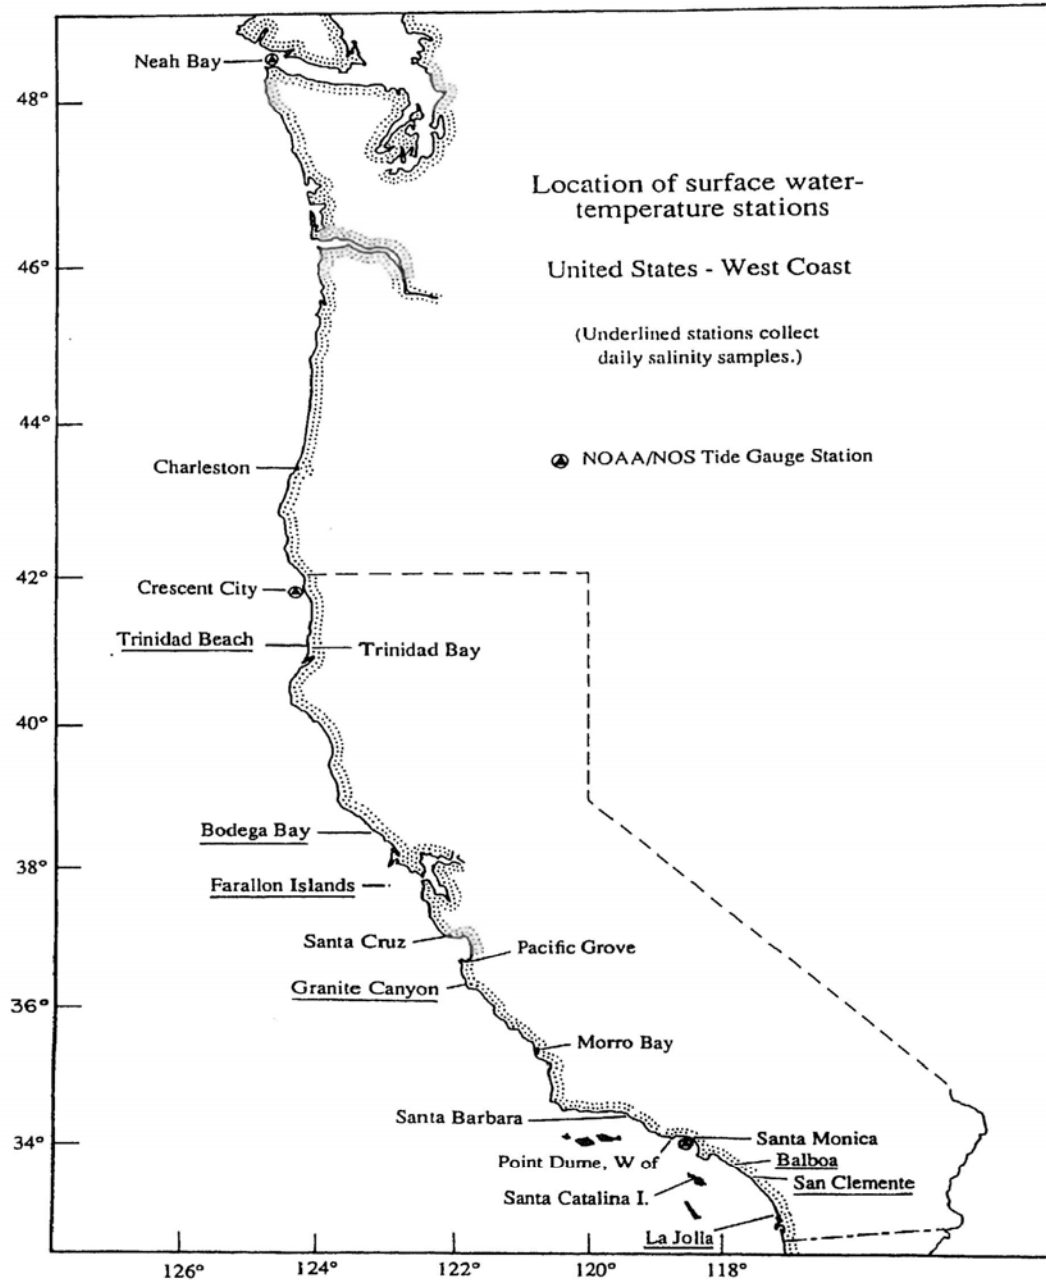 Neah Bay
48°
Location of surface water-
temperature stations
46°
United States - West Coast
(Underlined stations collect
daily salinity samples.)
44°
NOAA/NOS Tide Gauge Station
Charleston
42°
Crescent City
Trinidad Beach
Trinidad Bay
40°
Bodega Bay
38°
Farallon Islands
Santa Cruz
Pacific Grove
Granite Canyon
36°
Morro Bay
Santa Barbara
34°
Santa Monica
Point Dume, W of
Balboa
San Clemente
Santa Catalina I.
La Jolla
126°
124°
122°
120°
118°